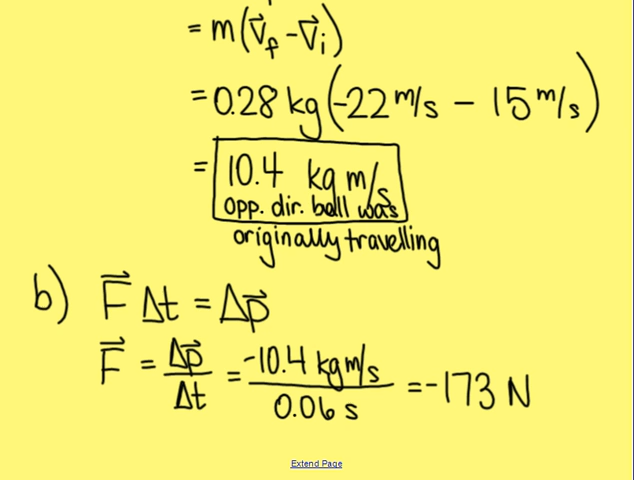 = m(v⃗f - v⃗i)
= 0.28 kg(-22 m/s - 15 m/s)
= 10.4 kg m/s
opp. dir. ball was
originally travelling
b) F⃗ Δt = Δp⃗
F⃗ = Δp⃗/Δt = -10.4 kg m/s / 0.06 s = -173 N
Extend Page